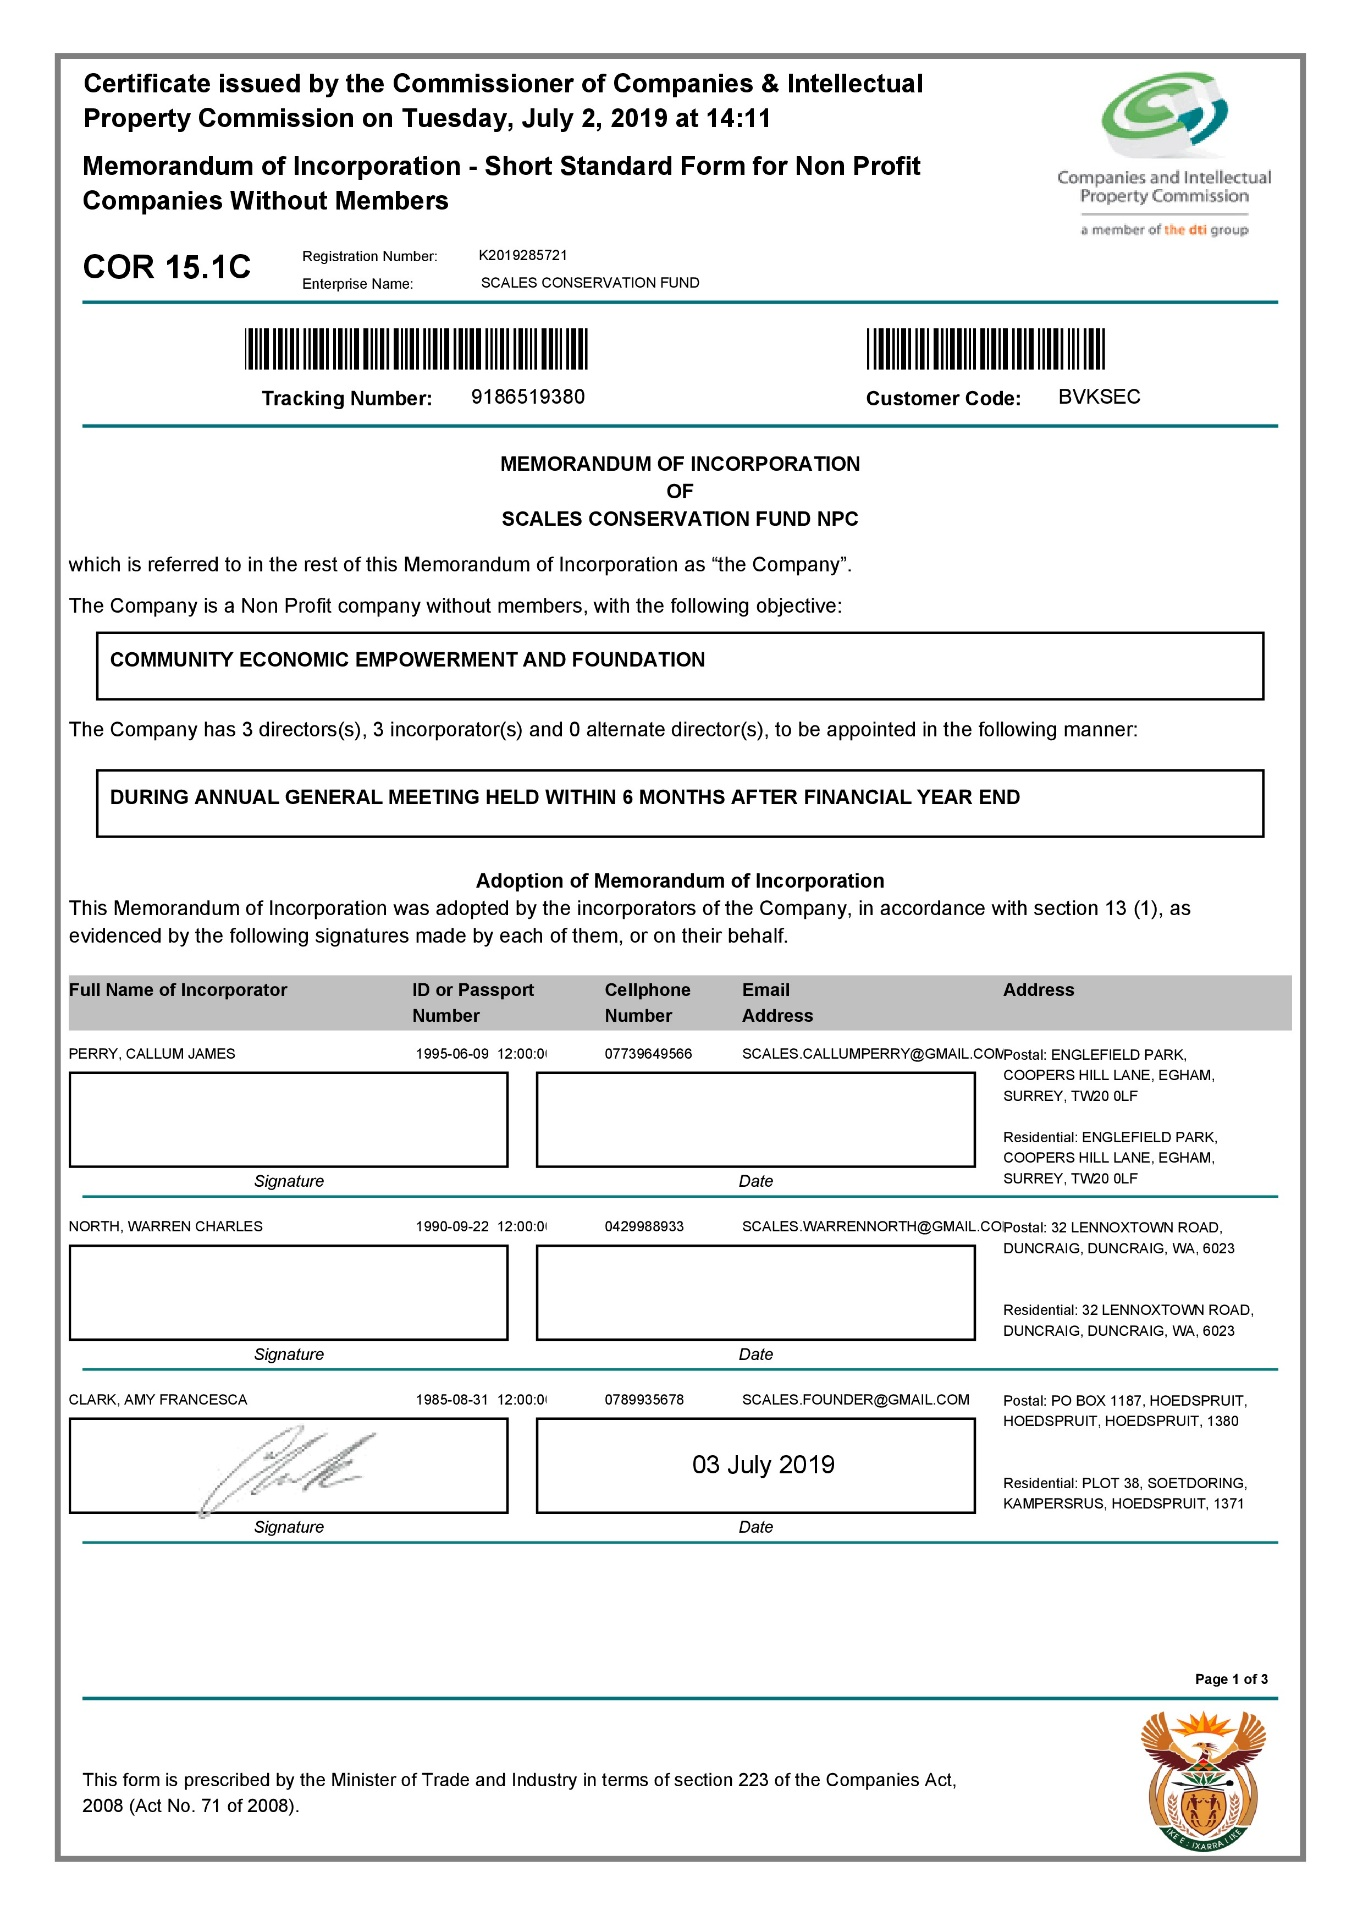 Certificate issued by the Commissioner of Companies & Intellectual
Property Commission on Tuesday, July 2, 2019 at 14:11
Memorandum of Incorporation - Short Standard Form for Non Profit
Companies Without Members
Companies and Intellectual
Property Commission
a member of the dti group
COR 15.1C
Registration Number: K2019285721
Enterprise Name: SCALES CONSERVATION FUND
Tracking Number: 9186519380 Customer Code: BVKSEC
MEMORANDUM OF INCORPORATION
OF
SCALES CONSERVATION FUND NPC
which is referred to in the rest of this Memorandum of Incorporation as “the Company”.
The Company is a Non Profit company without members, with the following objective:
COMMUNITY ECONOMIC EMPOWERMENT AND FOUNDATION
The Company has 3 directors(s), 3 incorporator(s) and 0 alternate director(s), to be appointed in the following manner:
DURING ANNUAL GENERAL MEETING HELD WITHIN 6 MONTHS AFTER FINANCIAL YEAR END
Adoption of Memorandum of Incorporation
This Memorandum of Incorporation was adopted by the incorporators of the Company, in accordance with section 13 (1), as
evidenced by the following signatures made by each of them, or on their behalf.
Full Name of Incorporator ID or Passport Cellphone Email Address
Number Number Address
PERRY, CALLUM JAMES 1995-06-09 12:00:0 07739649566 SCALES.CALLUMPERRY@GMAIL.COM Postal: ENGLEFIELD PARK,
COOPERS HILL LANE, EGHAM,
SURREY, TW20 0LF
Residential: ENGLEFIELD PARK,
COOPERS HILL LANE, EGHAM,
SURREY, TW20 0LF
Signature Date
NORTH, WARREN CHARLES 1990-09-22 12:00:0 0429988933 SCALES.WARRENNORTH@GMAIL.CO Postal: 32 LENNOXTOWN ROAD,
DUNCRAIG, DUNCRAIG, WA, 6023
Residential: 32 LENNOXTOWN ROAD,
DUNCRAIG, DUNCRAIG, WA, 6023
Signature Date
CLARK, AMY FRANCESCA 1985-08-31 12:00:0 0789935678 SCALES.FOUNDER@GMAIL.COM Postal: PO BOX 1187, HOEDSPRUIT,
HOEDSPRUIT, HOEDSPRUIT, 1380
03 July 2019
Residential: PLOT 38, SOETDORING,
KAMPERSRUS, HOEDSPRUIT, 1371
Signature Date
Page 1 of 3
This form is prescribed by the Minister of Trade and Industry in terms of section 223 of the Companies Act,
2008 (Act No. 71 of 2008).